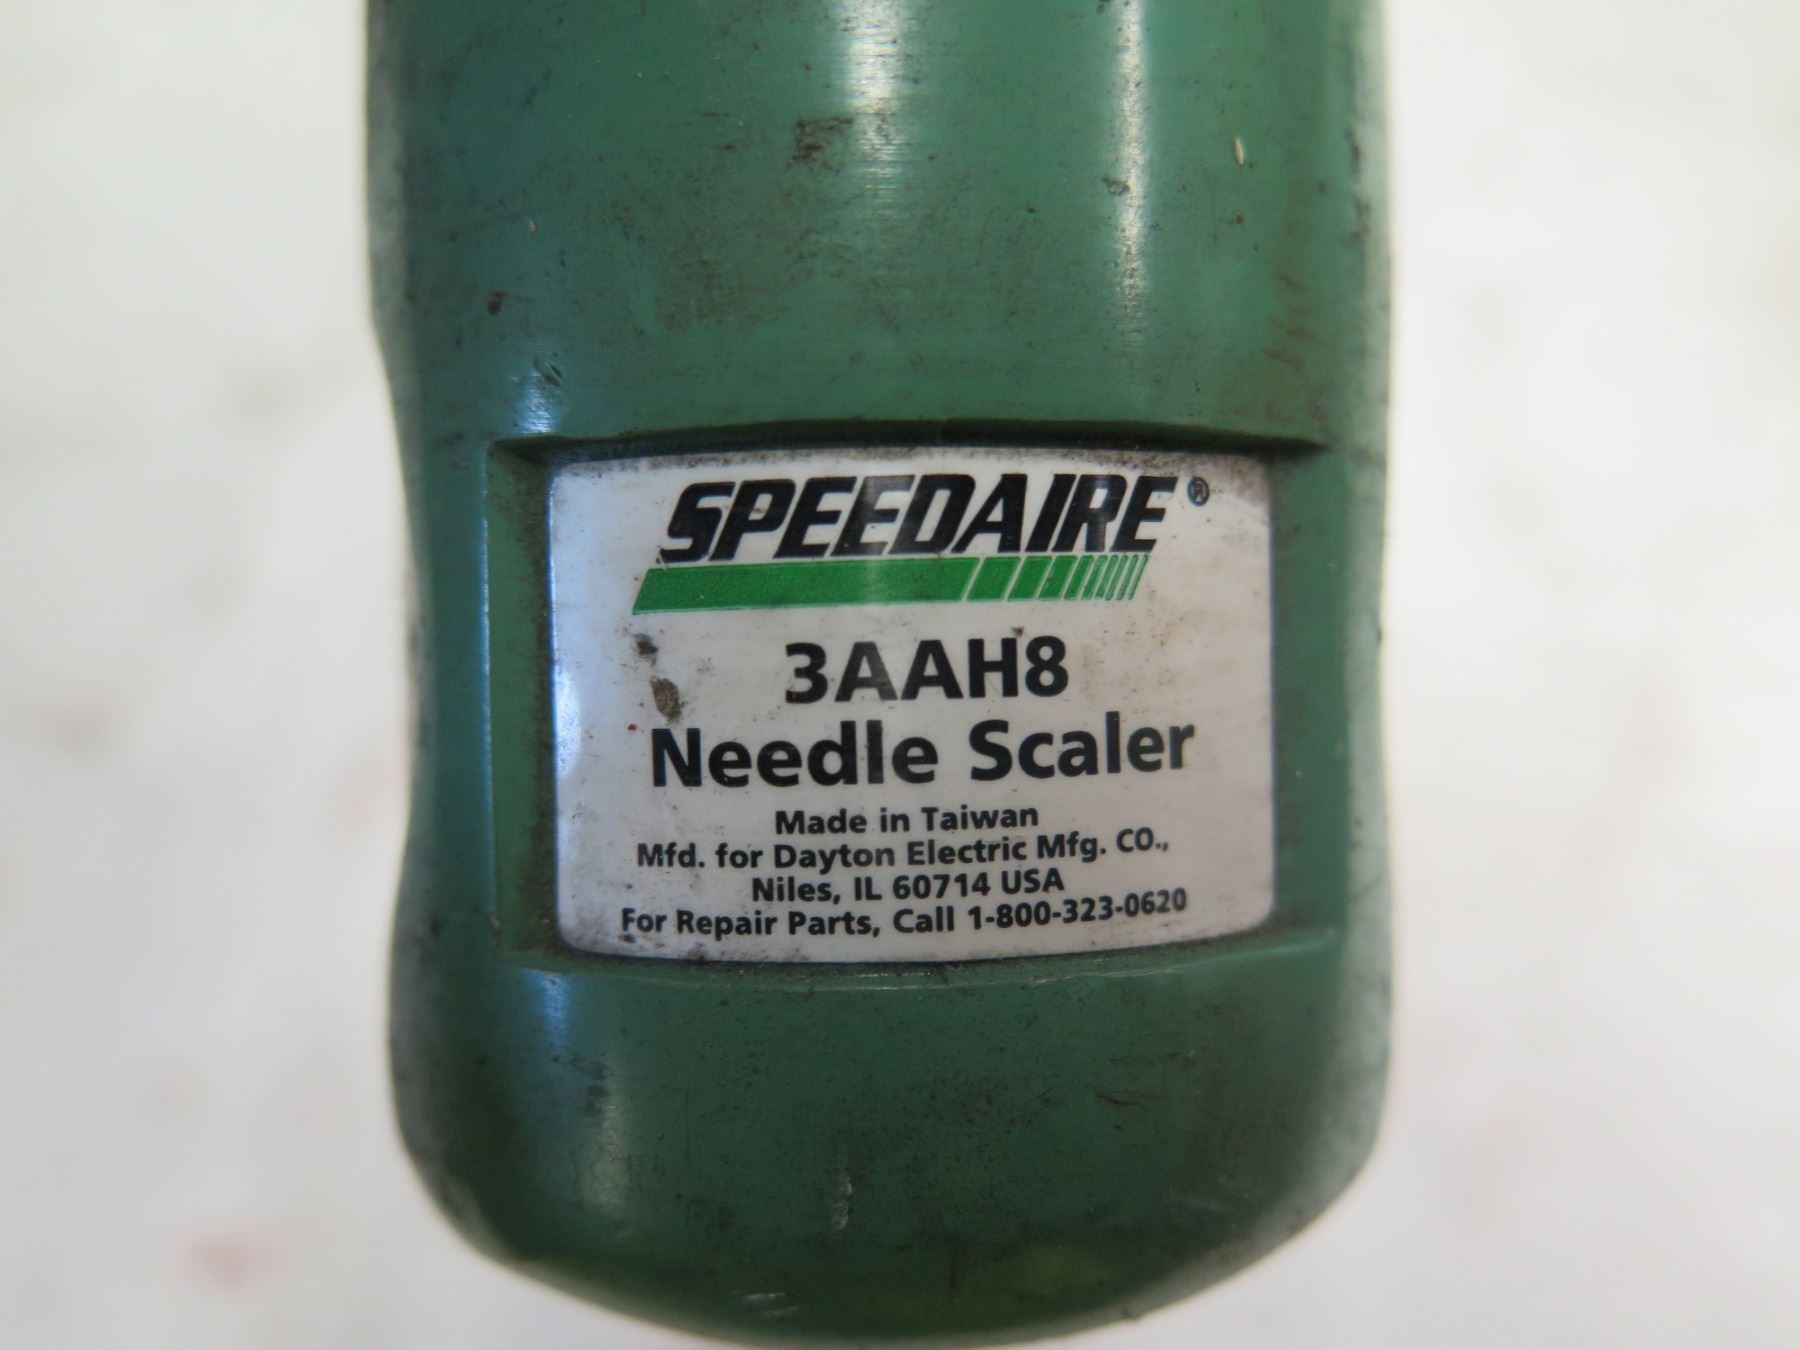 SPEEDAIRE®
3AAH8
Needle Scaler
Made in Taiwan
Mfd. for Dayton Electric Mfg. CO.,
Niles, IL 60714 USA
For Repair Parts, Call 1-800-323-0620